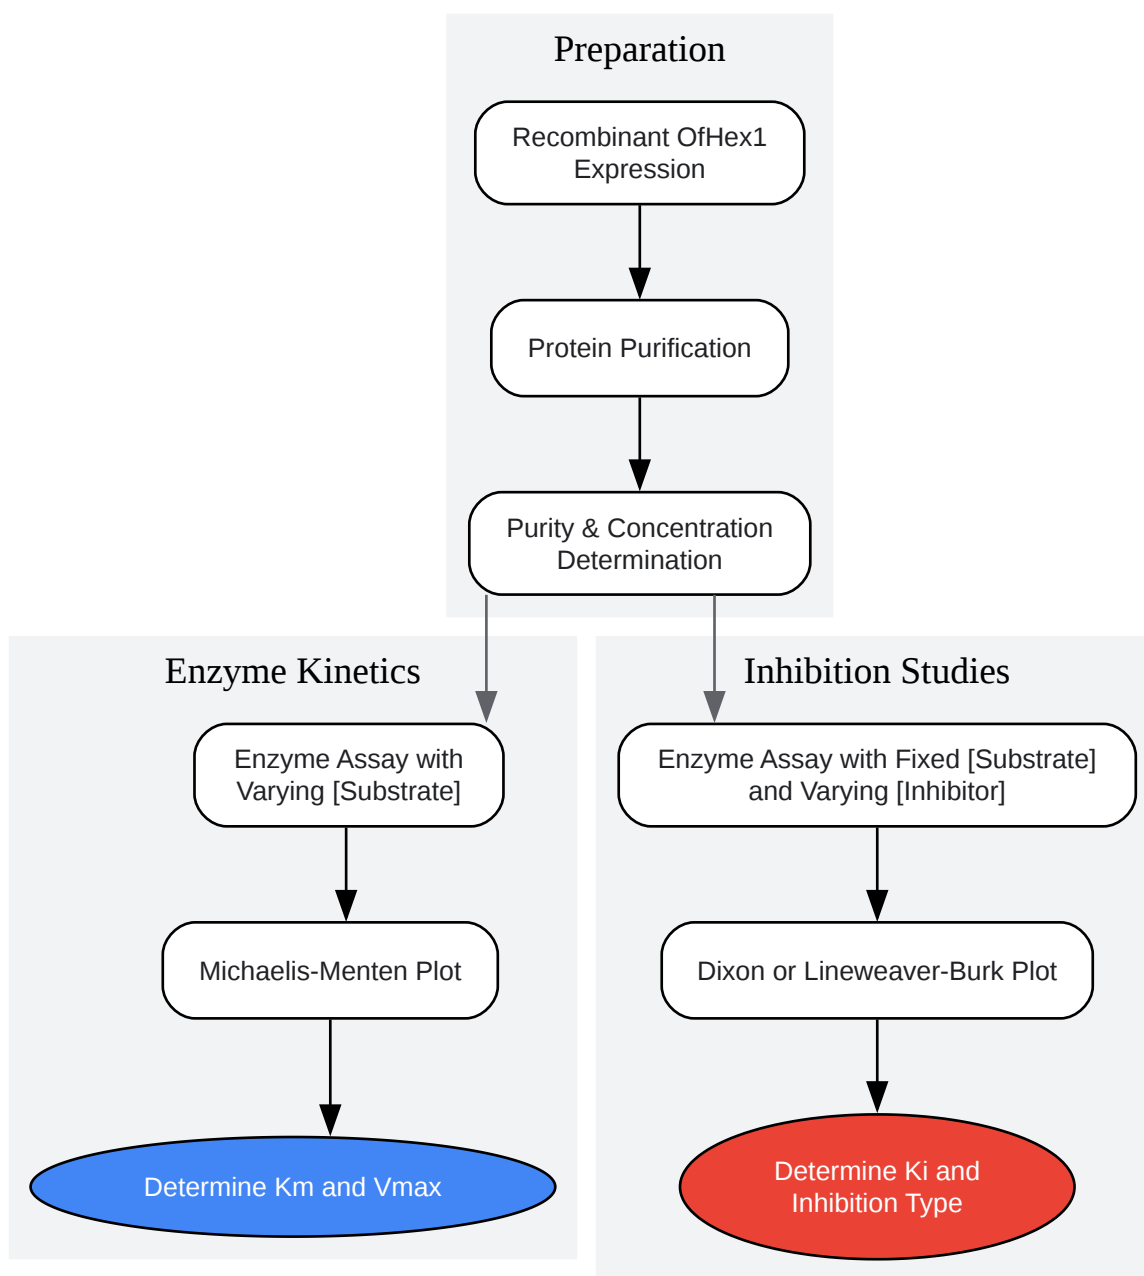 Preparation
Recombinant OfHex1
Expression
Protein Purification
Purity & Concentration
Determination
Enzyme Kinetics
Enzyme Assay with
Varying [Substrate]
Michaelis-Menten Plot
Determine Km and Vmax
Inhibition Studies
Enzyme Assay with Fixed [Substrate]
and Varying [Inhibitor]
Dixon or Lineweaver-Burk Plot
Determine Ki and
Inhibition Type